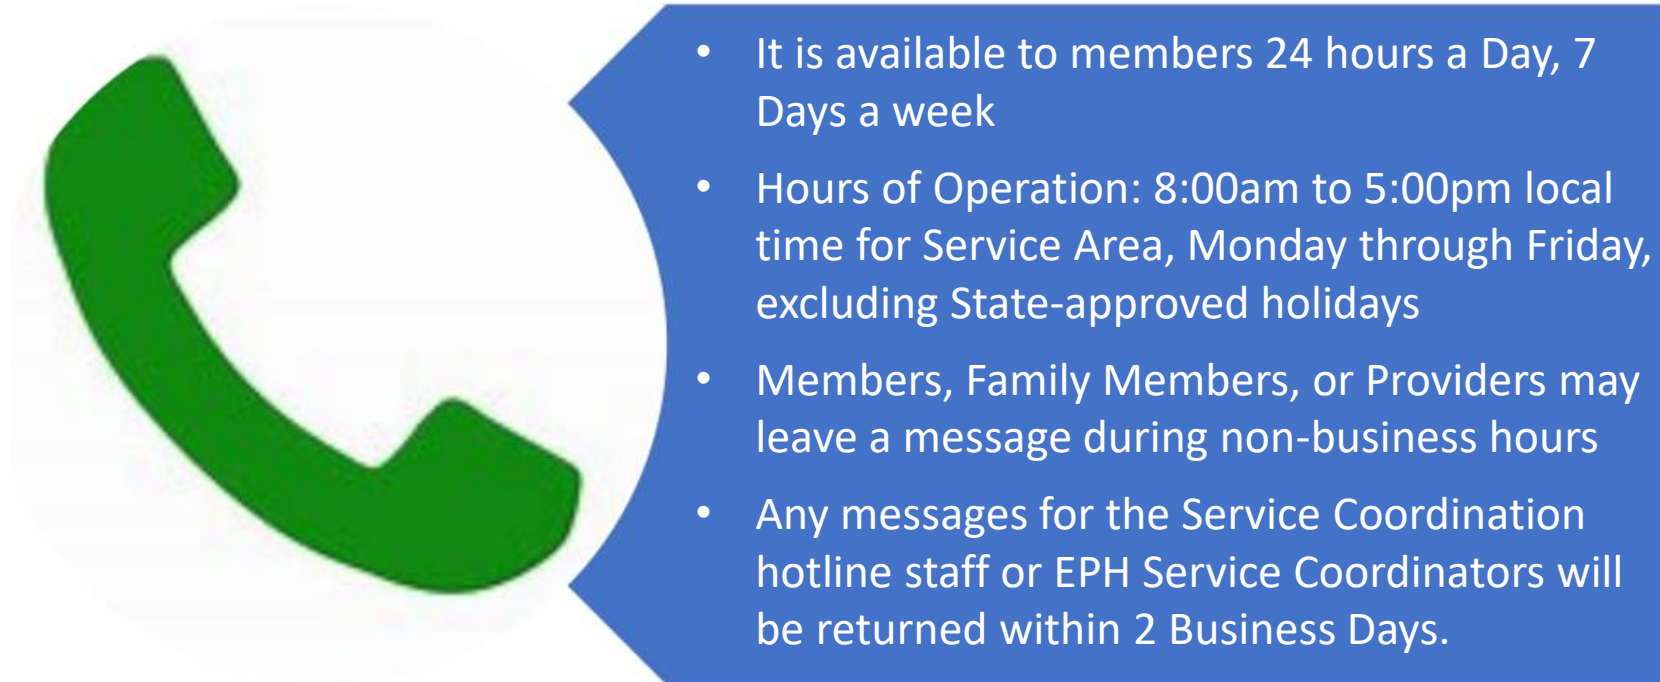 • It is available to members 24 hours a Day, 7
Days a week
• Hours of Operation: 8:00am to 5:00pm local
time for Service Area, Monday through Friday,
excluding State-approved holidays
• Members, Family Members, or Providers may
leave a message during non-business hours
• Any messages for the Service Coordination
hotline staff or EPH Service Coordinators will
be returned within 2 Business Days.